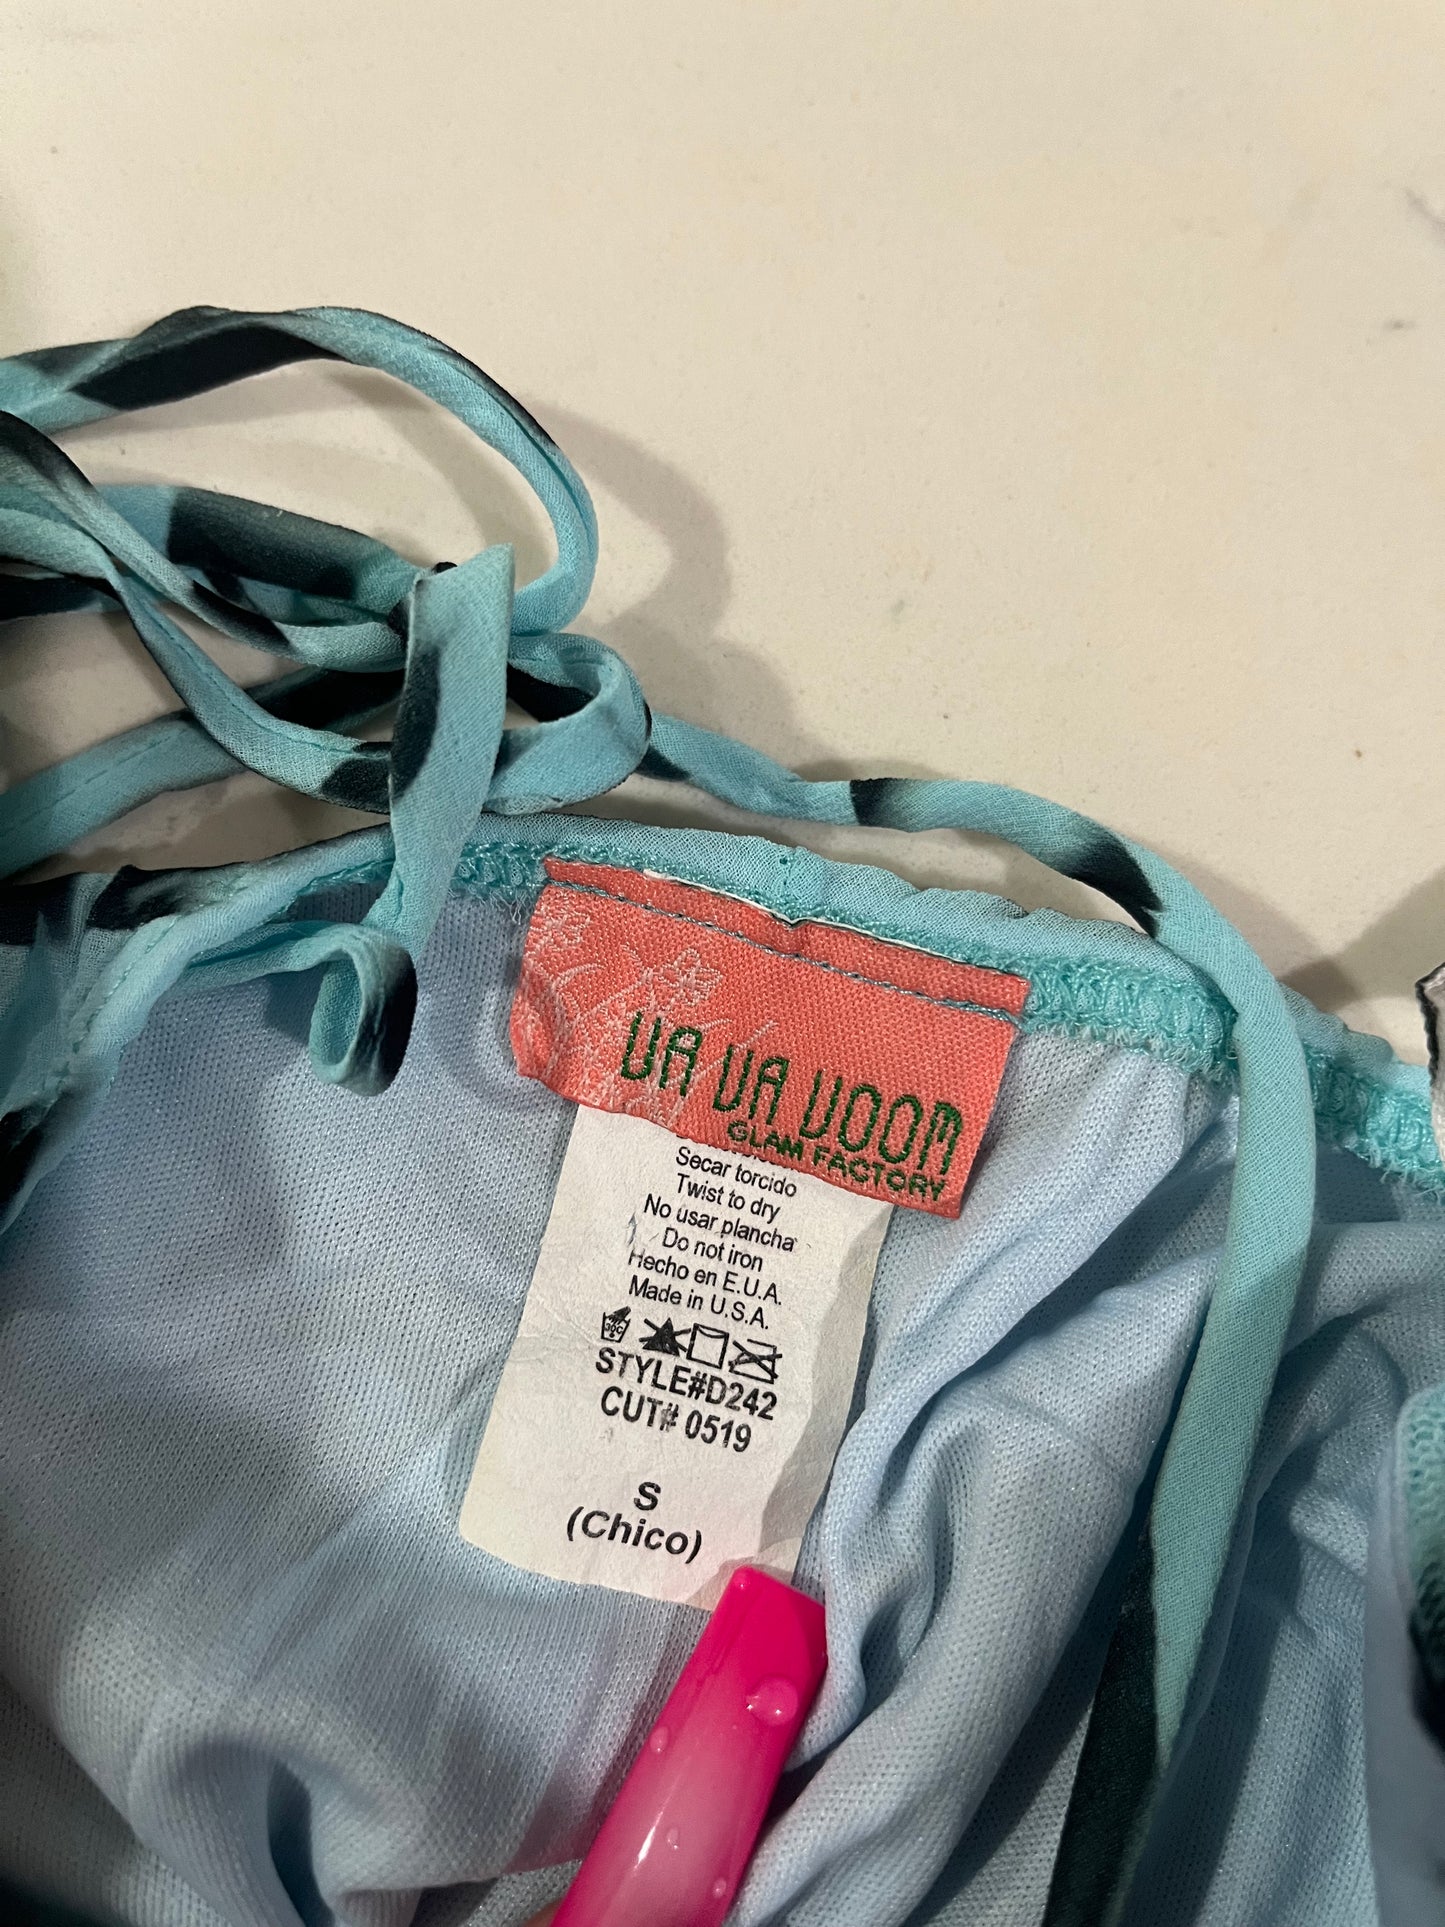 VA VA VOOM
GLAM FACTORY
Secar torcido
Twist to dry
No usar plancha
Do not iron
Hecho en E.U.A.
Made in U.S.A.
STYLE#D242
CUT# 0519
S
(Chico)